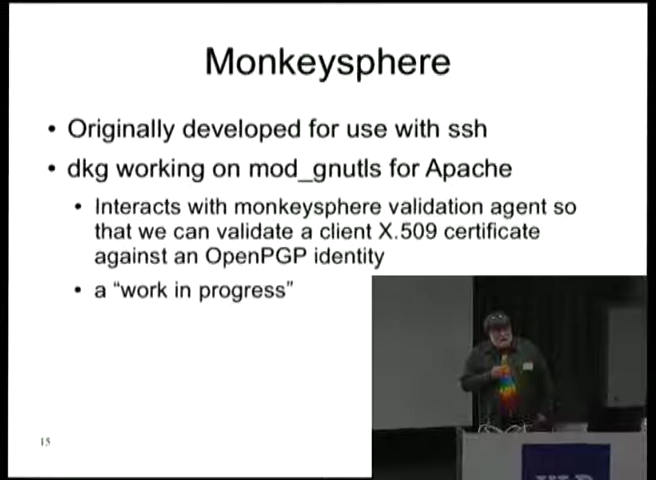 Monkeysphere
• Originally developed for use with ssh
• dkg working on mod_gnutls for Apache
• Interacts with monkeysphere validation agent so
that we can validate a client X.509 certificate
against an OpenPGP identity
• a “work in progress”
15